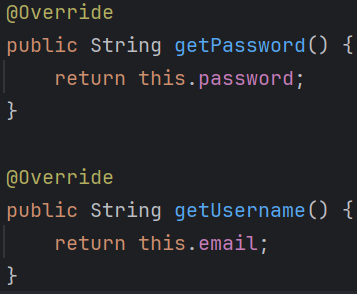 @Override
public String getPassword() {
    return this.password;
}

@Override
public String getUsername() {
    return this.email;
}